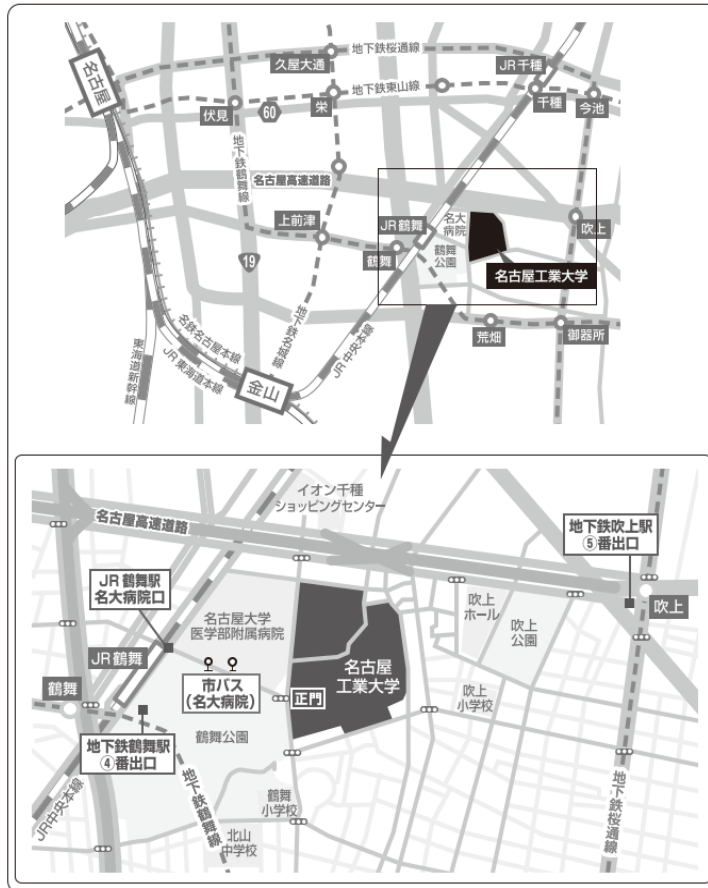 地下鉄桜通線
久屋大通
JR千種
名古屋
地下鉄東山線
伏見
60
栄
千種
今池
地下鉄鶴舞線
名古屋高速道路
上前津
JR鶴舞
名大
病院
吹上
鶴舞
鶴舞
公園
19
名古屋工業大学
地下鉄名城線
JR中央本線
荒畑
御器所
名鉄名古屋本線
JR東海道本線
東海道新幹線
金山
イオン千種
ショッピングセンター
名古屋高速道路
地下鉄吹上駅
⑤番出口
JR鶴舞駅
名大病院口
名古屋大学
医学部附属病院
吹上
ホール
吹上
公園
吹上
JR鶴舞
名古屋
工業大学
市バス
(名大病院)
正門
吹上
小学校
鶴舞
地下鉄鶴舞駅
④番出口
鶴舞公園
JR中央本線
地下鉄鶴舞線
鶴舞
小学校
北山
中学校
地下鉄桜通線